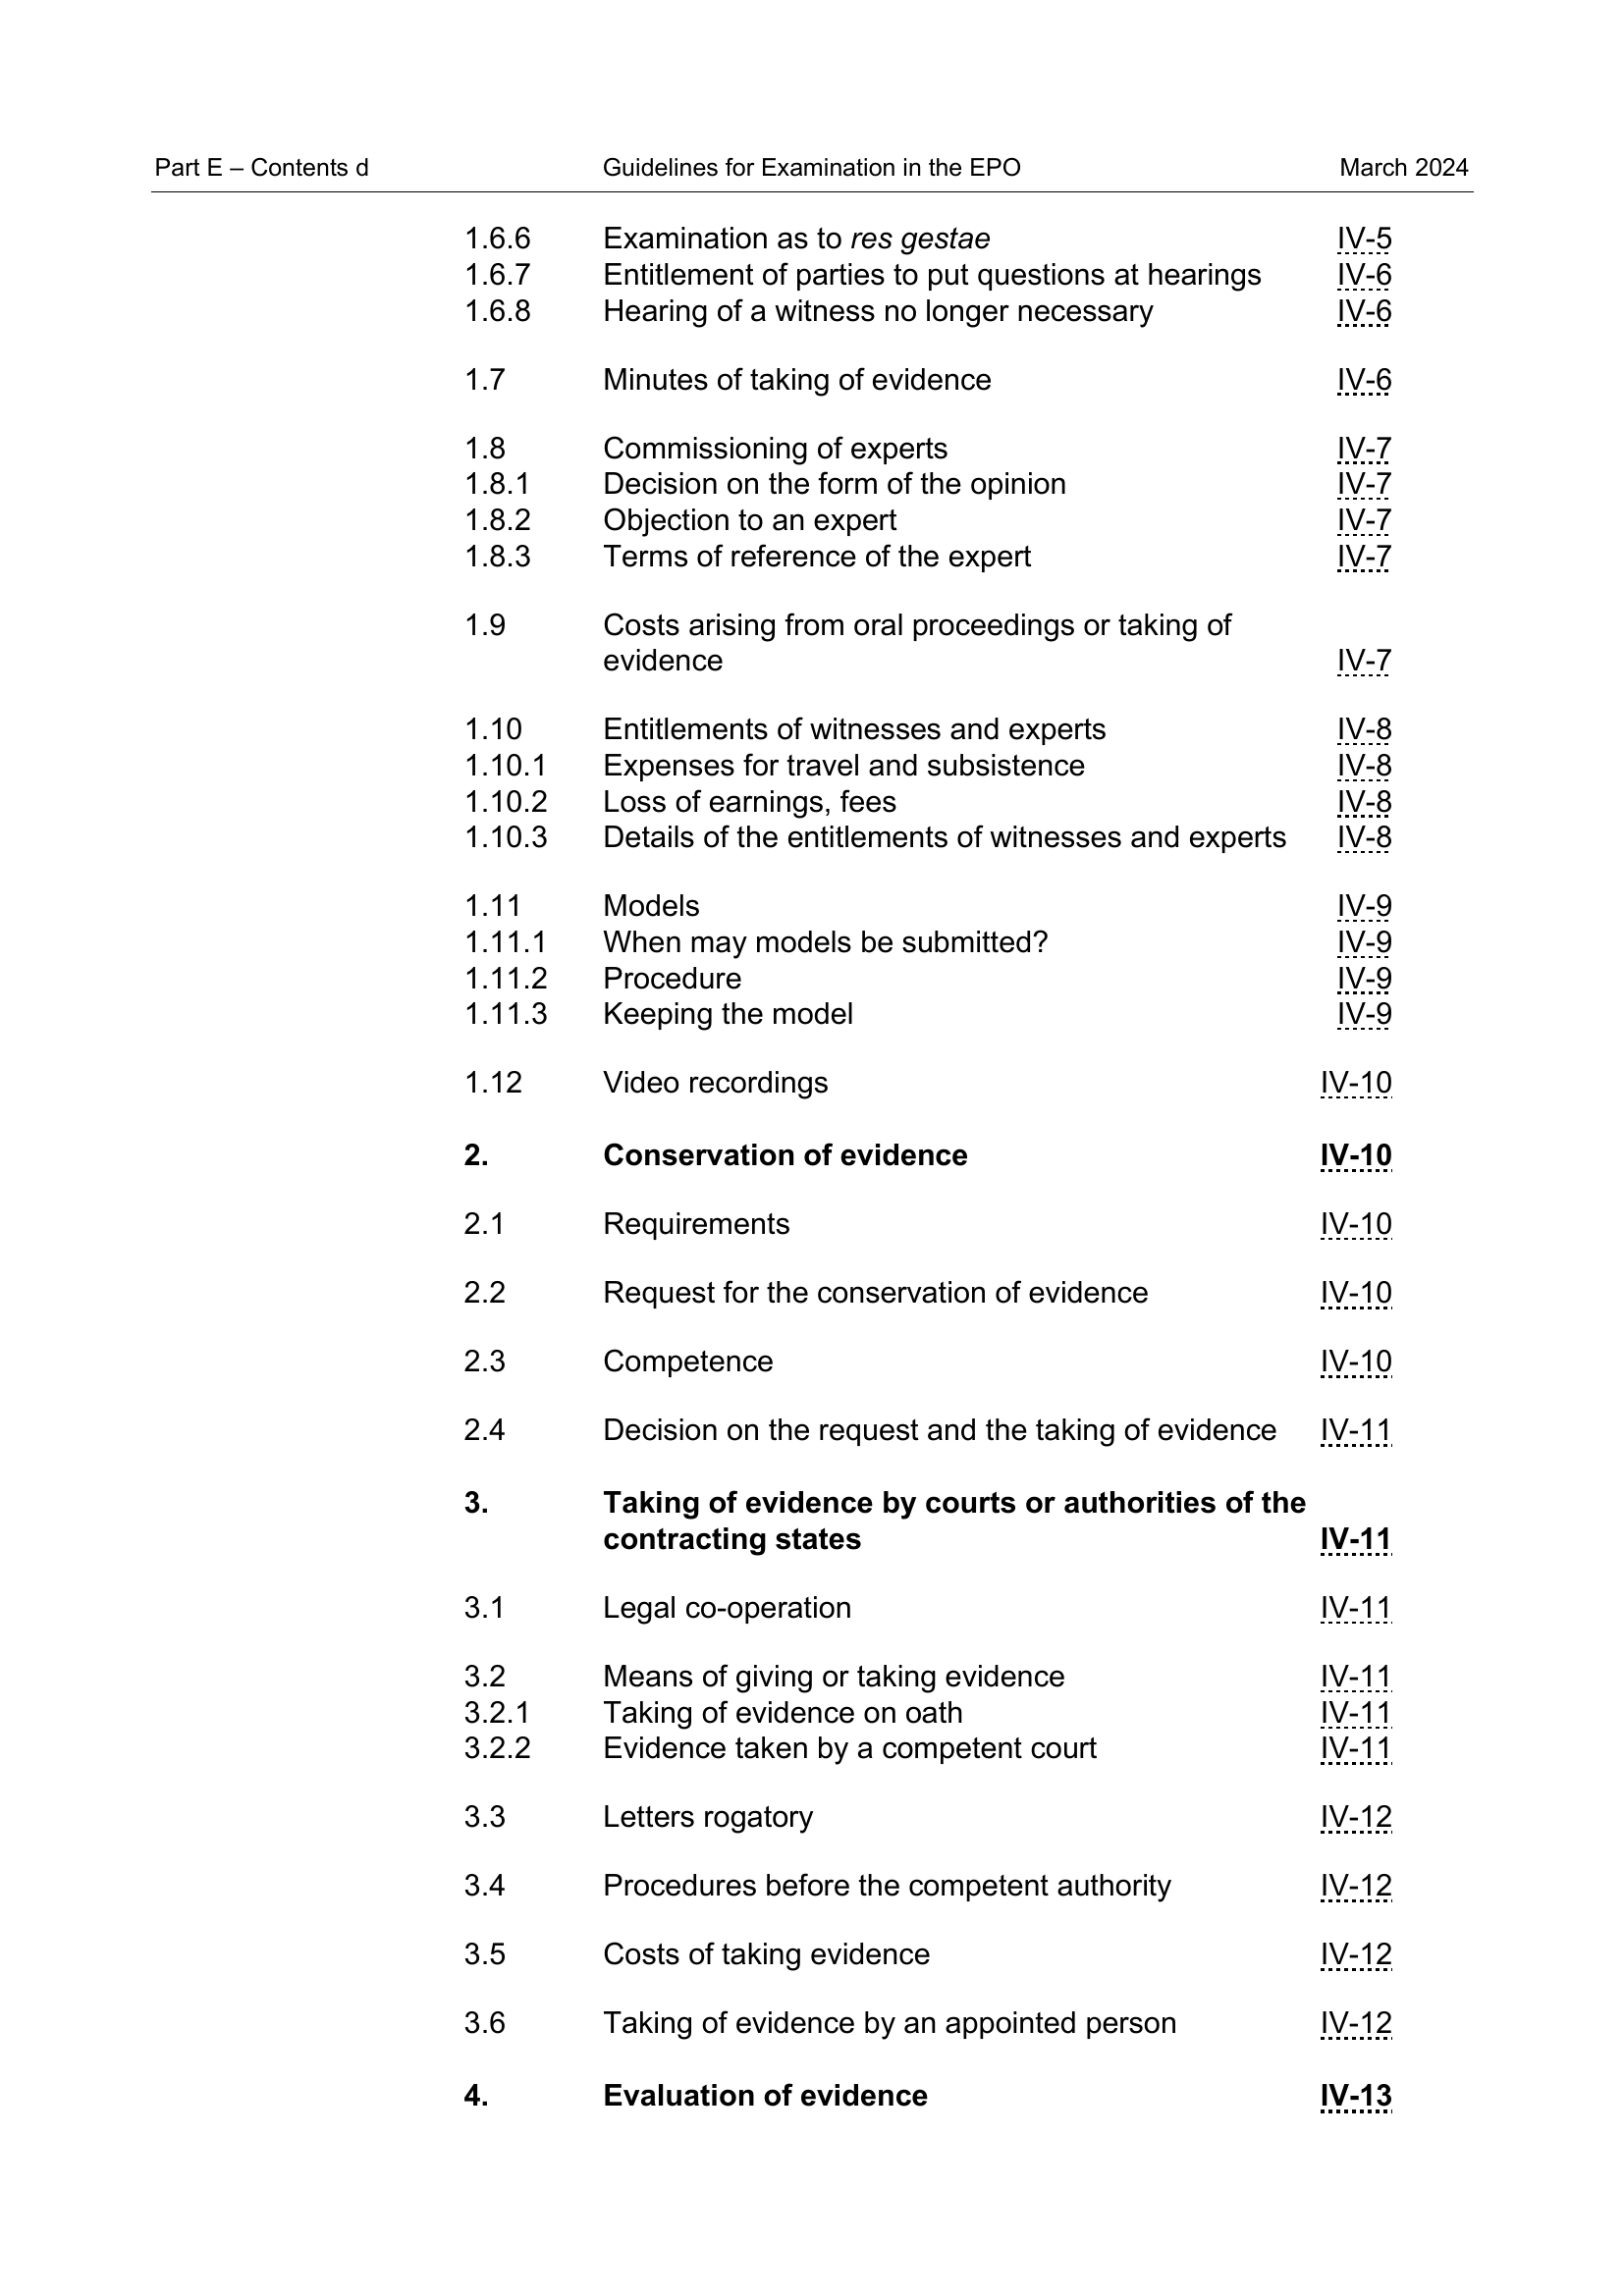 Part E – Contents d Guidelines for Examination in the EPO March 2024
1.6.6 Examination as to res gestae IV-5
1.6.7 Entitlement of parties to put questions at hearings IV-6
1.6.8 Hearing of a witness no longer necessary IV-6
1.7 Minutes of taking of evidence IV-6
1.8 Commissioning of experts IV-7
1.8.1 Decision on the form of the opinion IV-7
1.8.2 Objection to an expert IV-7
1.8.3 Terms of reference of the expert IV-7
1.9 Costs arising from oral proceedings or taking of
evidence IV-7
1.10 Entitlements of witnesses and experts IV-8
1.10.1 Expenses for travel and subsistence IV-8
1.10.2 Loss of earnings, fees IV-8
1.10.3 Details of the entitlements of witnesses and experts IV-8
1.11 Models IV-9
1.11.1 When may models be submitted? IV-9
1.11.2 Procedure IV-9
1.11.3 Keeping the model IV-9
1.12 Video recordings IV-10
2. Conservation of evidence IV-10
2.1 Requirements IV-10
2.2 Request for the conservation of evidence IV-10
2.3 Competence IV-10
2.4 Decision on the request and the taking of evidence IV-11
3. Taking of evidence by courts or authorities of the
contracting states IV-11
3.1 Legal co-operation IV-11
3.2 Means of giving or taking evidence IV-11
3.2.1 Taking of evidence on oath IV-11
3.2.2 Evidence taken by a competent court IV-11
3.3 Letters rogatory IV-12
3.4 Procedures before the competent authority IV-12
3.5 Costs of taking evidence IV-12
3.6 Taking of evidence by an appointed person IV-12
4. Evaluation of evidence IV-13